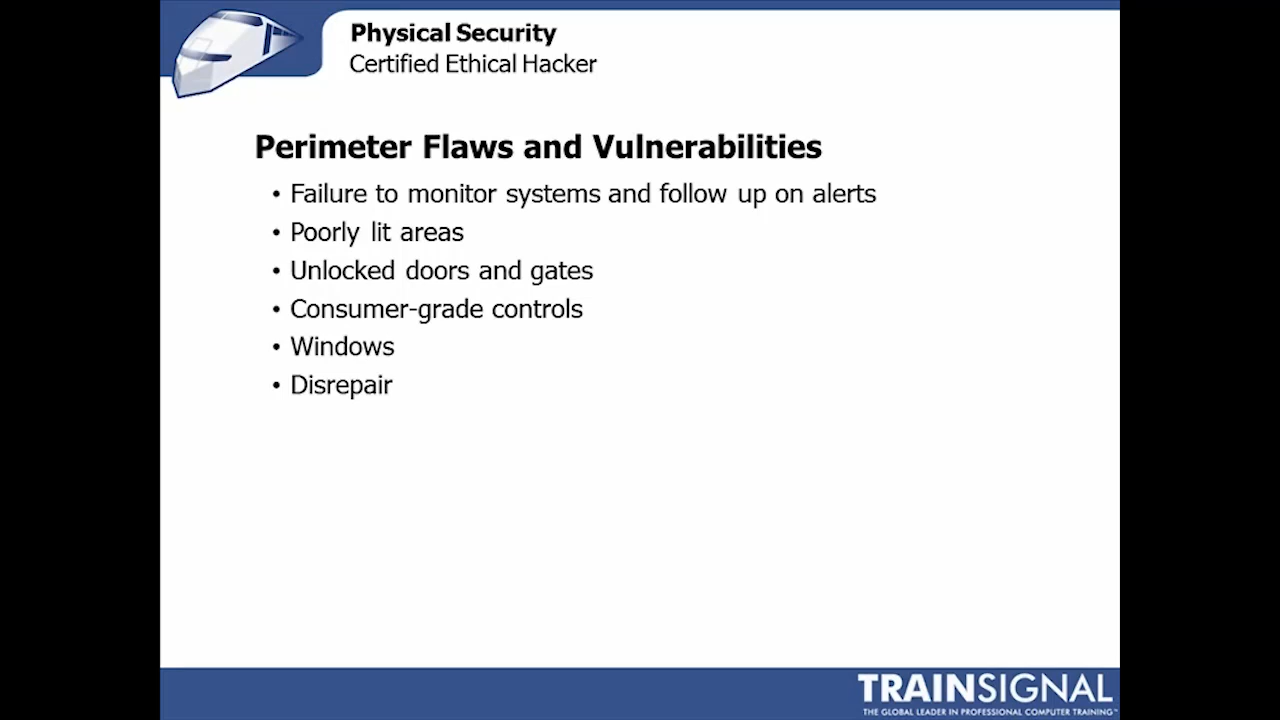 Physical Security
Certified Ethical Hacker
Perimeter Flaws and Vulnerabilities
• Failure to monitor systems and follow up on alerts
• Poorly lit areas
• Unlocked doors and gates
• Consumer-grade controls
• Windows
• Disrepair
TRAINSIGNAL
THE GLOBAL LEADER IN PROFESSIONAL COMPUTER TRAINING™